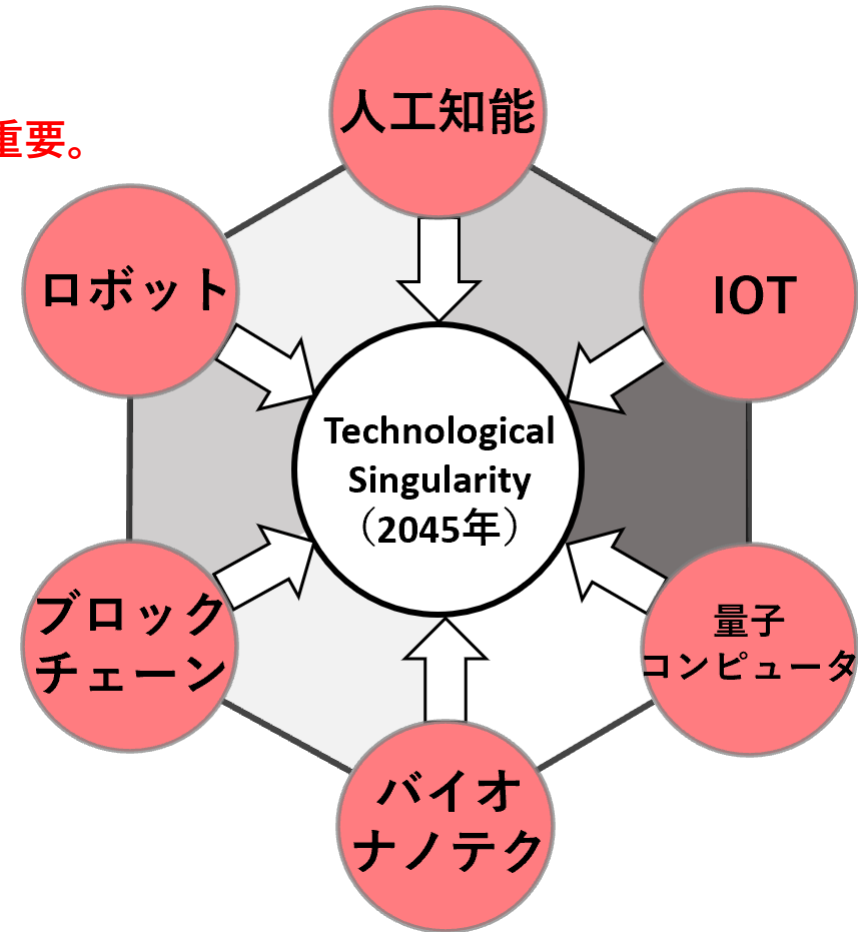 人工知能
重要。
ロボット
IOT
Technological
Singularity
（2045年）
ブロック
チェーン
量子
コンピュータ
バイオ
ナノテク